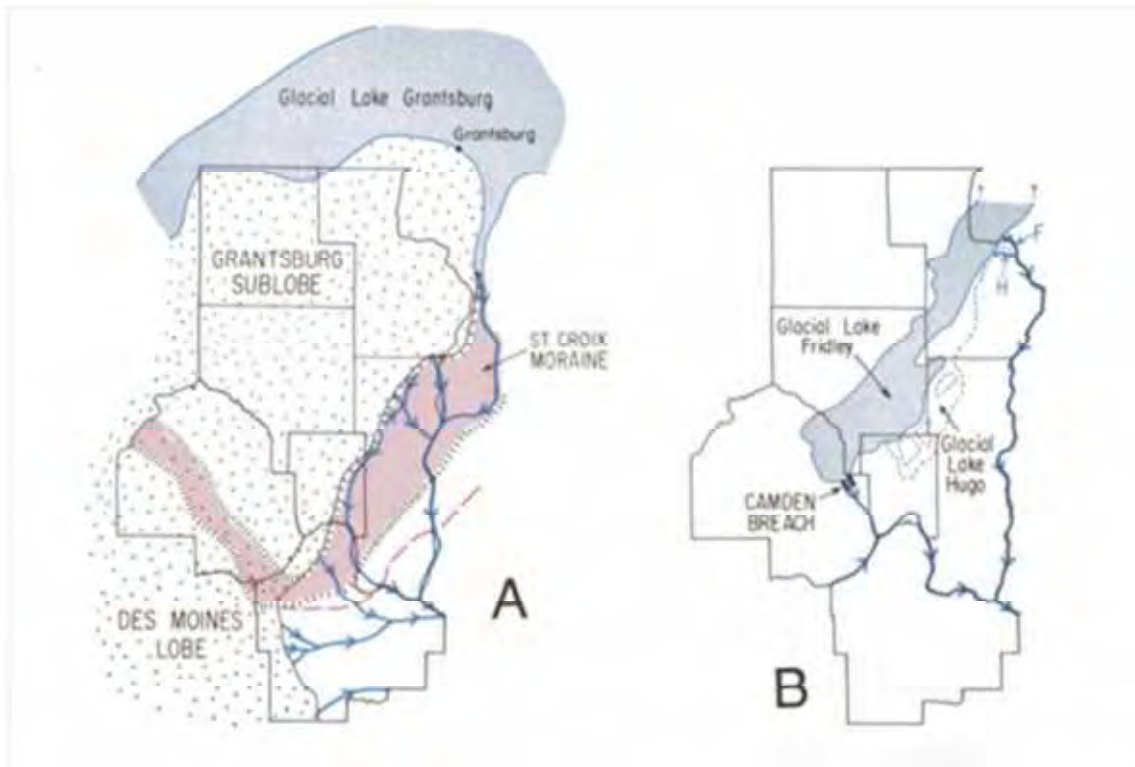 Glacial Lake Grantsburg
Grantsburg
GRANTSBURG
SUBLOBE
ST CROIX
MORAINE
DES MOINES
LOBE
A
?
?
F
H
Glacial Lake
Fridley
Glacial
Lake
Hugo
CAMDEN
BREACH
B